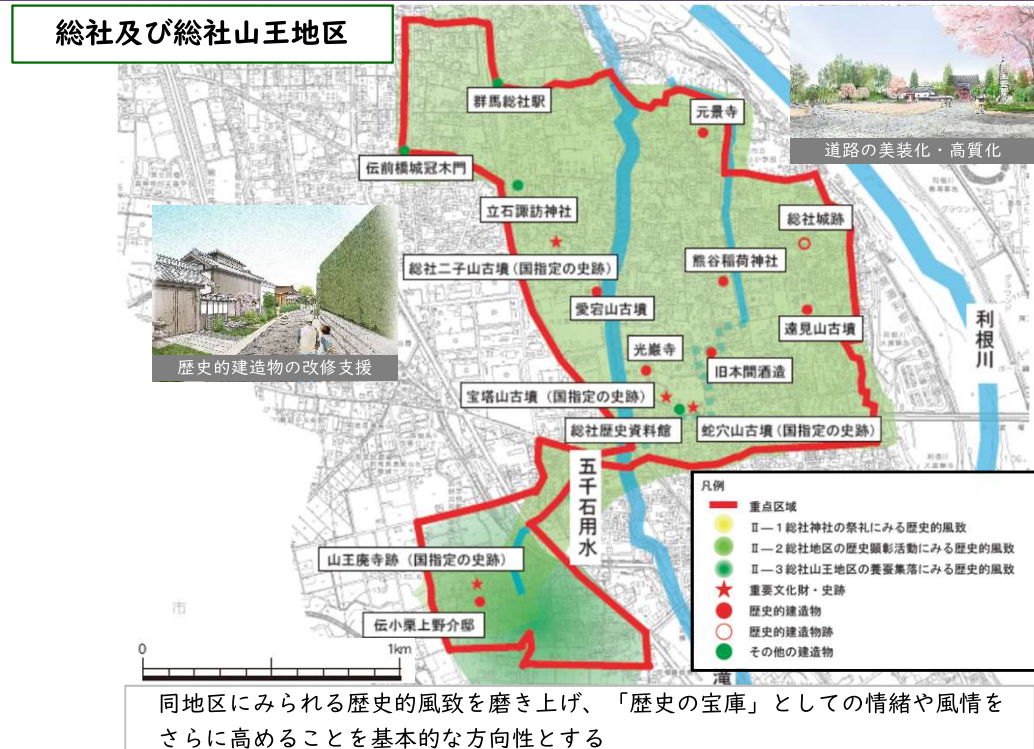 総社及び総社山王地区
道路の美装化・高質化
群馬総社駅
元景寺
伝前橋城冠木門
立石諏訪神社
総社城跡
総社二子山古墳(国指定の史跡)
熊谷稲荷神社
愛宕山古墳
遠見山古墳
利根川
歴史的建造物の改修支援
光巌寺
旧本間酒造
宝塔山古墳(国指定の史跡)
総社歴史資料館
蛇穴山古墳(国指定の史跡)
五千石用水
山王廃寺跡(国指定の史跡)
伝小栗上野介邸
凡例
重点区域
Ⅱ―1総社神社の祭礼にみる歴史的風致
Ⅱ―2総社地区の歴史顕彰活動にみる歴史的風致
Ⅱ―3総社山王地区の養蚕集落にみる歴史的風致
重要文化財・史跡
歴史的建造物
歴史的建造物跡
その他の建造物
市
0 1km
滝
同地区にみられる歴史的風致を磨き上げ、「歴史の宝庫」としての情緒や風情を
さらに高めることを基本的な方向性とする